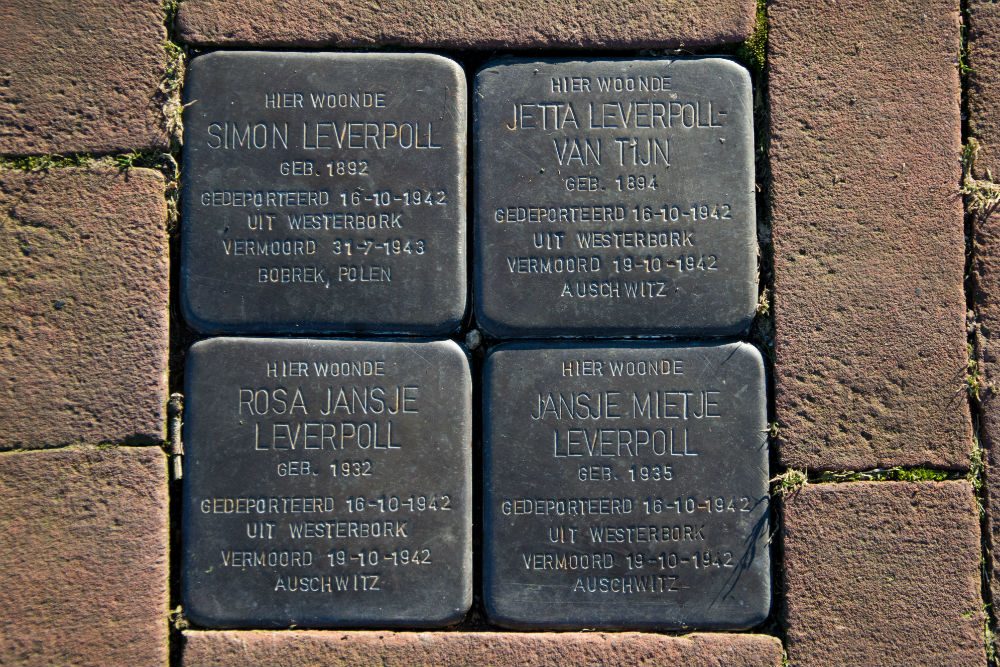 HIER WOONDE
SIMON LEVERPOLL
GEB. 1892
GEDEPORTEERD 16-10-1942
UIT WESTERBORK
VERMOORD 31-7-1943
BOBREK, POLEN
HIER WOONDE
JETTA LEVERPOLL-
VAN TIJN
GEB. 1894
GEDEPORTEERD 16-10-1942
UIT WESTERBORK
VERMOORD 19-10-1942
AUSCHWITZ
HIER WOONDE
ROSA JANSJE
LEVERPOLL
GEB. 1932
GEDEPORTEERD 16-10-1942
UIT WESTERBORK
VERMOORD 19-10-1942
AUSCHWITZ
HIER WOONDE
JANSJE MIETJE
LEVERPOLL
GEB. 1935
GEDEPORTEERD 16-10-1942
UIT WESTERBORK
VERMOORD 19-10-1942
AUSCHWITZ